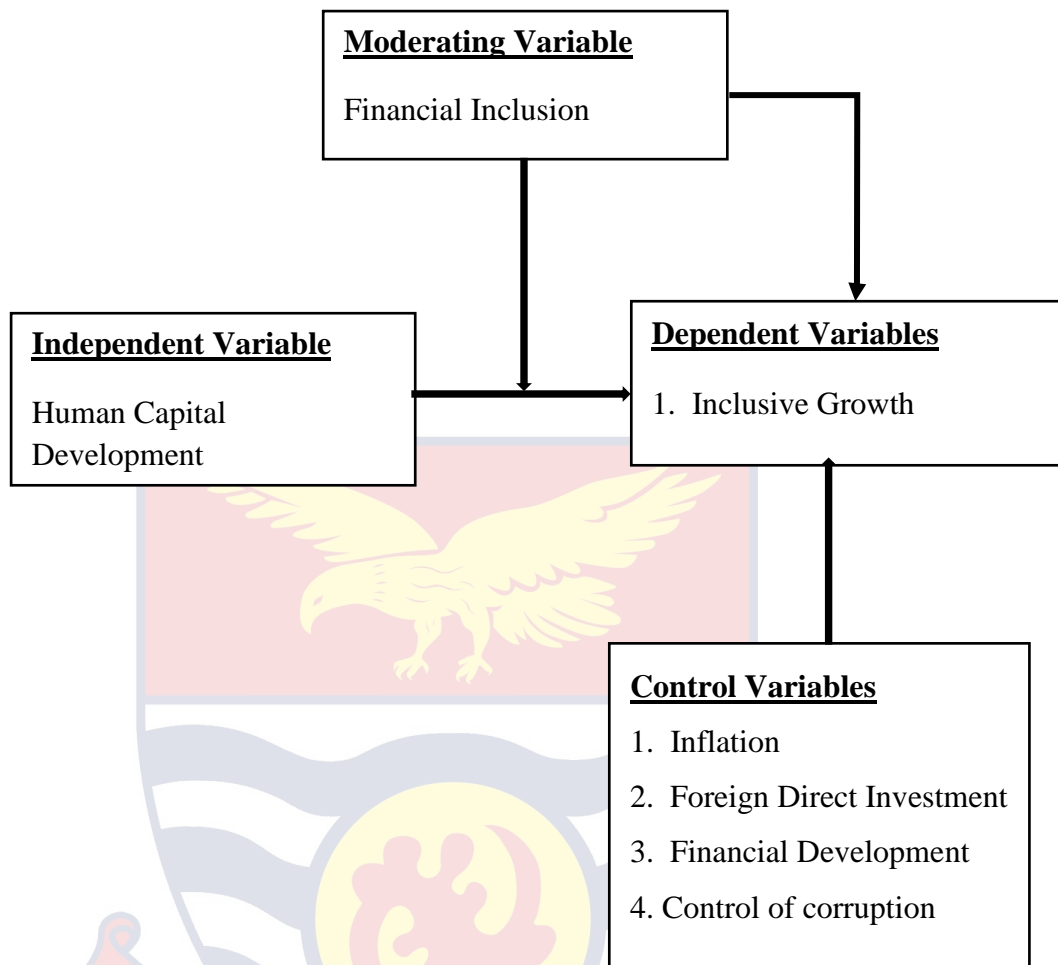 Moderating Variable
Financial Inclusion
Independent Variable
Human Capital
Development
Dependent Variables
1. Inclusive Growth
Control Variables
1. Inflation
2. Foreign Direct Investment
3. Financial Development
4. Control of corruption